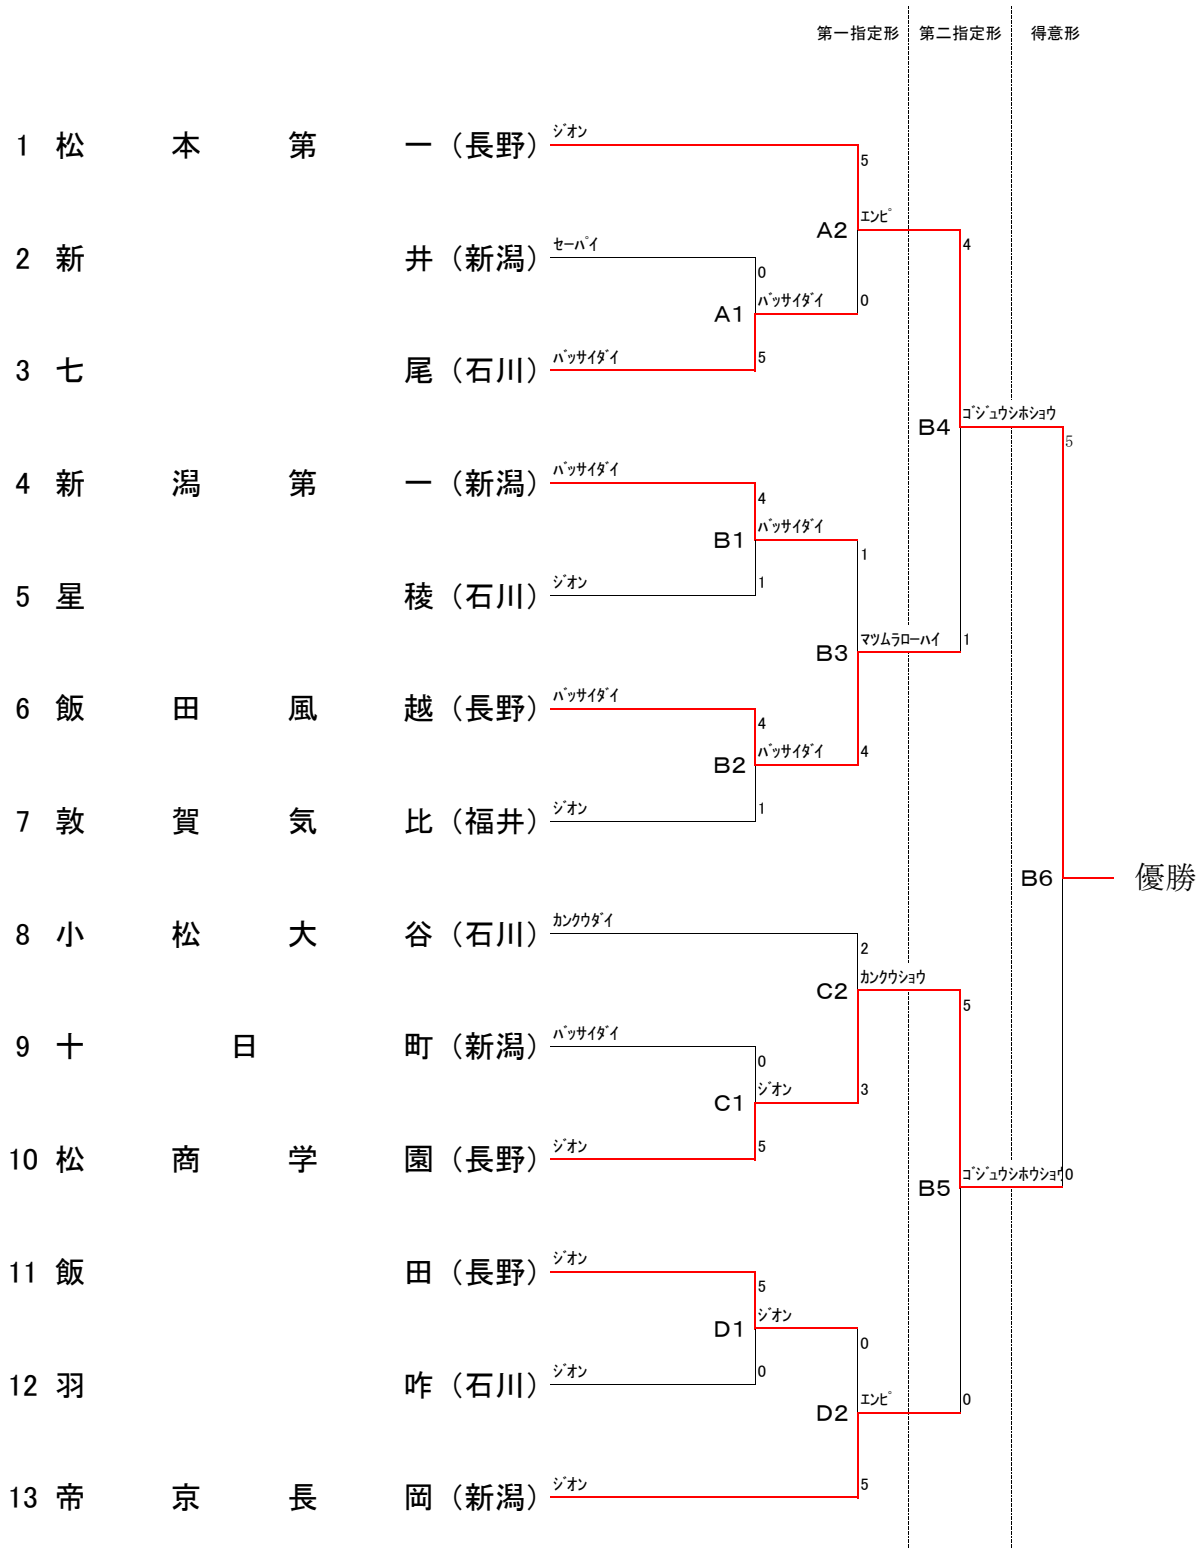 第一指定形 第二指定形 得意形
1 松本第一（長野） ジオン
5
A2 エンピ
4
2 新井（新潟） セーパイ
0
A1 バッサイダイ 0
3 七尾（石川） バッサイダイ 5
B4 ゴジュウシホショウ
5
4 新潟第一（新潟） バッサイダイ
4
B1 バッサイダイ
1
5 星稜（石川） ジオン 1
B3 マツムラローハイ 1
6 飯田風越（長野） バッサイダイ
4
B2 バッサイダイ 4
7 敦賀気比（福井） ジオン 1
B6 優勝
8 小松大谷（石川） カンクウダイ
2
C2 カンクウショウ
5
9 十日町（新潟） バッサイダイ
0
C1 ジオン 3
10 松商学園（長野） ジオン 5
B5 ゴジュウシホウショウ 0
11 飯田（長野） ジオン
5
D1 ジオン
0
12 羽咋（石川） ジオン 0
D2 エンピ 0
13 帝京長岡（新潟） ジオン 5